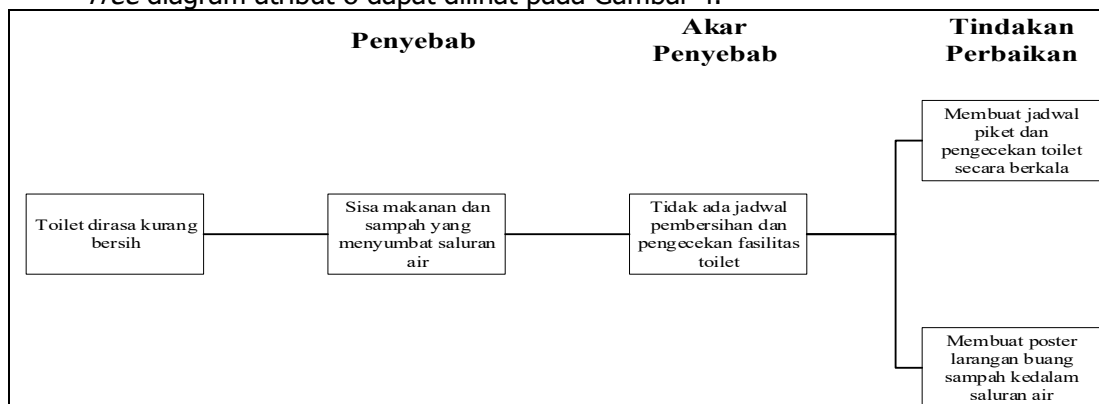 Tree diagram atribut 6 dapat dilihat pada Gambar 4.
Penyebab
Akar
Penyebab
Tindakan
Perbaikan
Toilet dirasa kurang
bersih
Sisa makanan dan
sampah yang
menyumbat saluran
air
Tidak ada jadwal
pembersihan dan
pengecekan fasilitas
toilet
Membuat jadwal
piket dan
pengecekan toilet
secara berkala
Membuat poster
larangan buang
sampah kedalam
saluran air